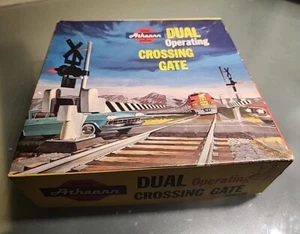 Athearn
DUAL
Operating
CROSSING
GATE
Athearn
DUAL Operating
CROSSING GATE